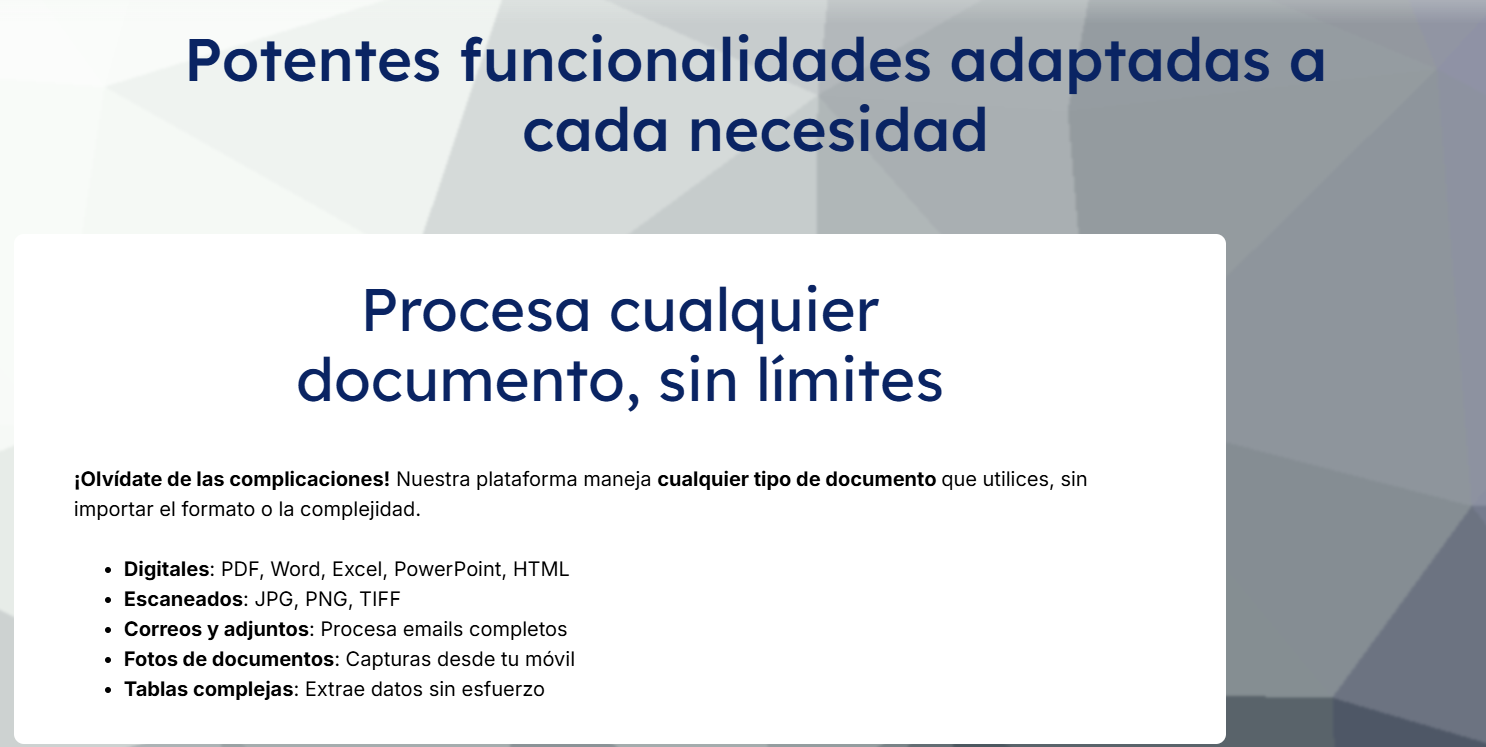 Potentes funcionalidades adaptadas a
cada necesidad
Procesa cualquier
documento, sin límites
¡Olvídate de las complicaciones! Nuestra plataforma maneja cualquier tipo de documento que utilices, sin
importar el formato o la complejidad.
• Digitales: PDF, Word, Excel, PowerPoint, HTML
• Escaneados: JPG, PNG, TIFF
• Correos y adjuntos: Procesa emails completos
• Fotos de documentos: Capturas desde tu móvil
• Tablas complejas: Extrae datos sin esfuerzo